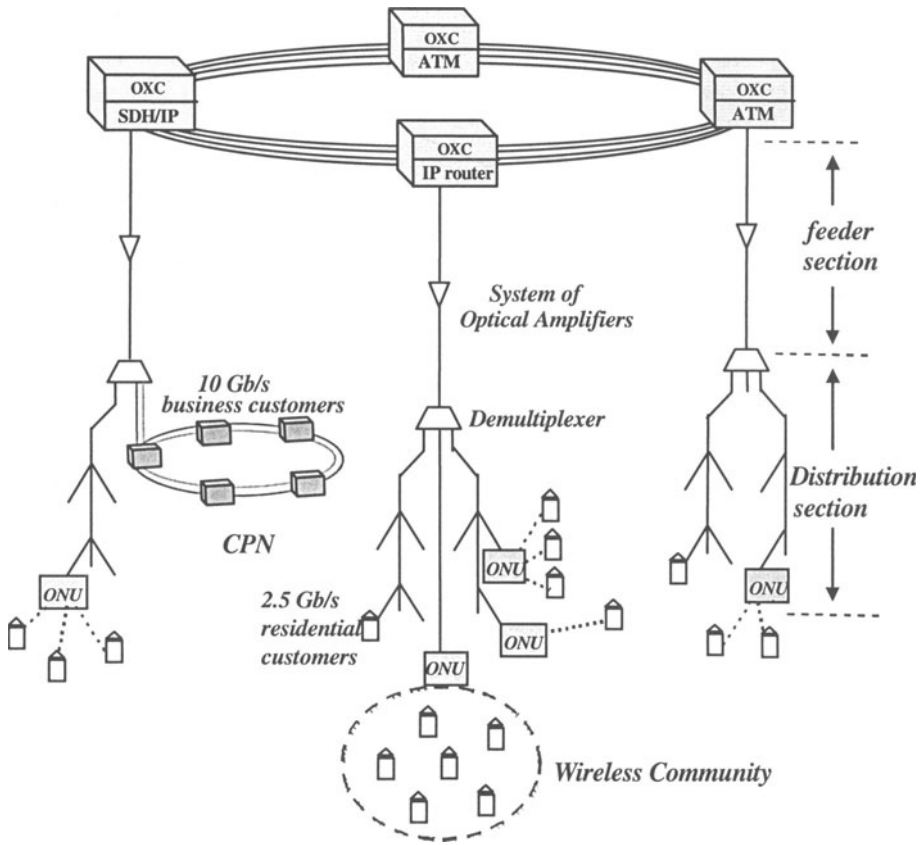 OXC
ATM
OXC
SDH/IP
OXC
ATM
OXC
IP router
feeder
section
System of
Optical Amplifiers
10 Gb/s
business customers
Demultiplexer
Distribution
section
CPN
ONU
ONU
ONU
2.5 Gb/s
residential
customers
ONU
ONU
Wireless Community